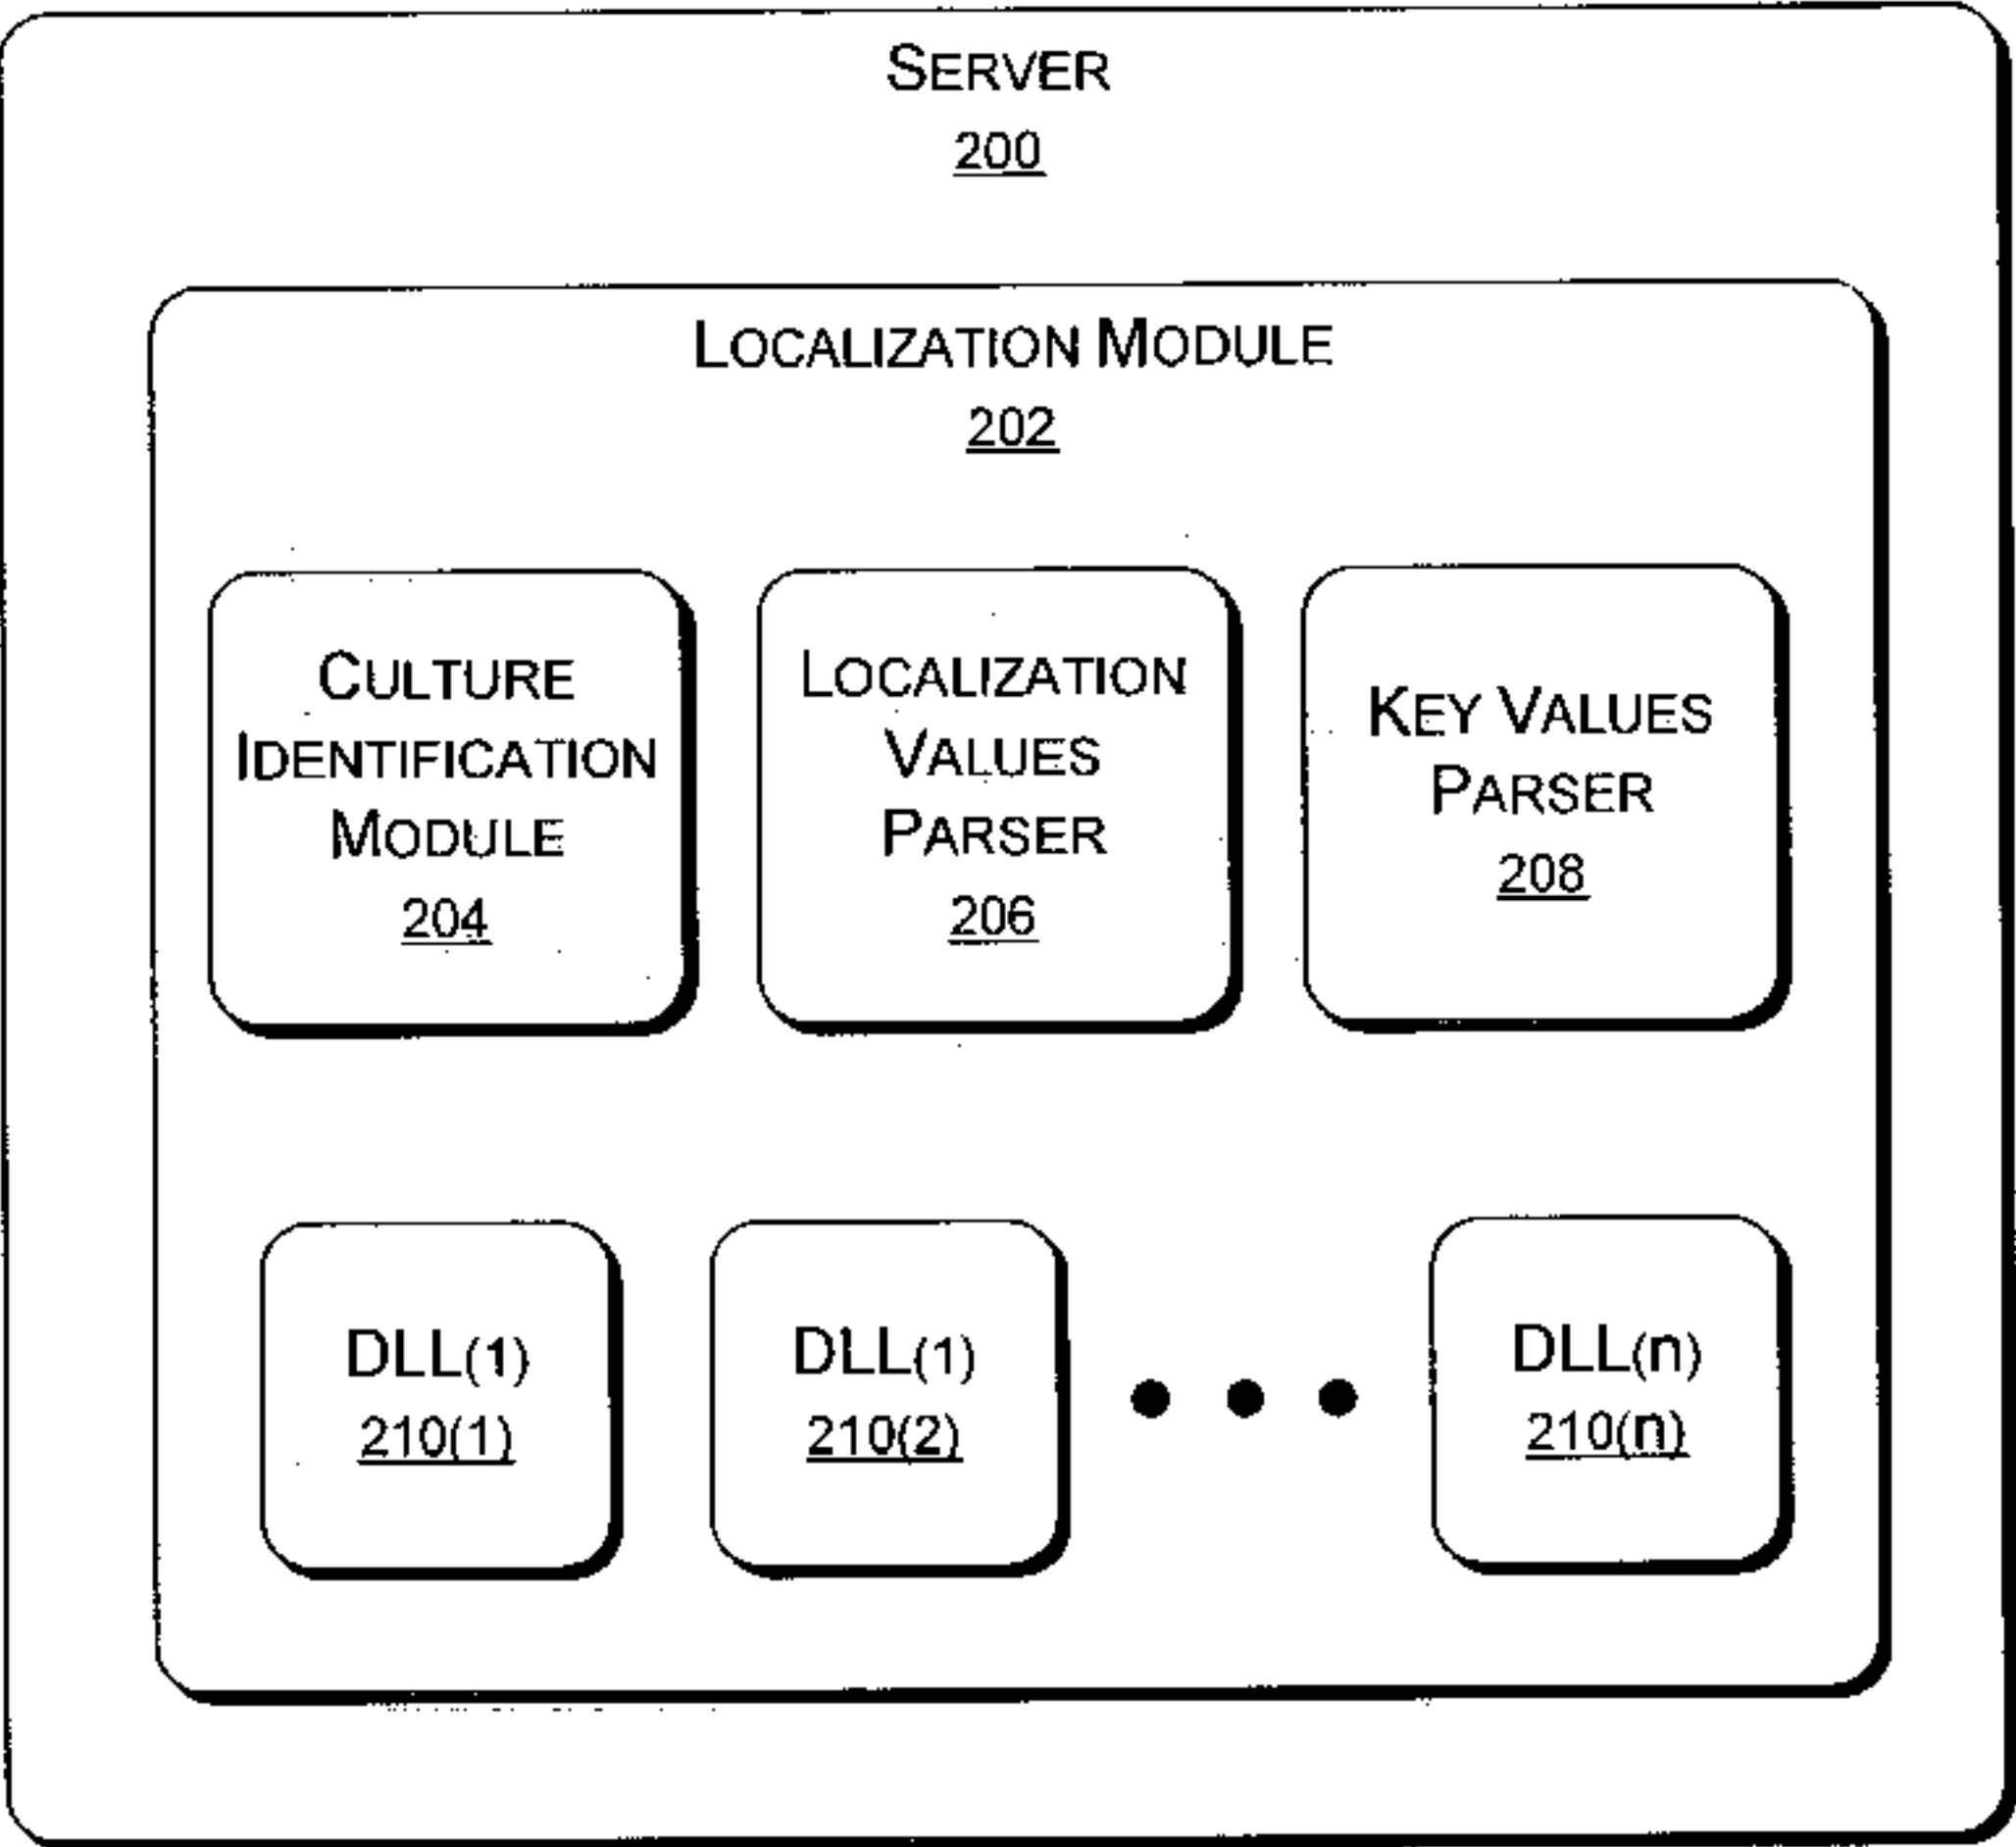 SERVER
200
LOCALIZATION MODULE
202
CULTURE
IDENTIFICATION
MODULE
204
LOCALIZATION
VALUES
PARSER
206
KEY VALUES
PARSER
208
DLL(1)
210(1)
DLL(1)
210(2)
DLL(n)
210(n)